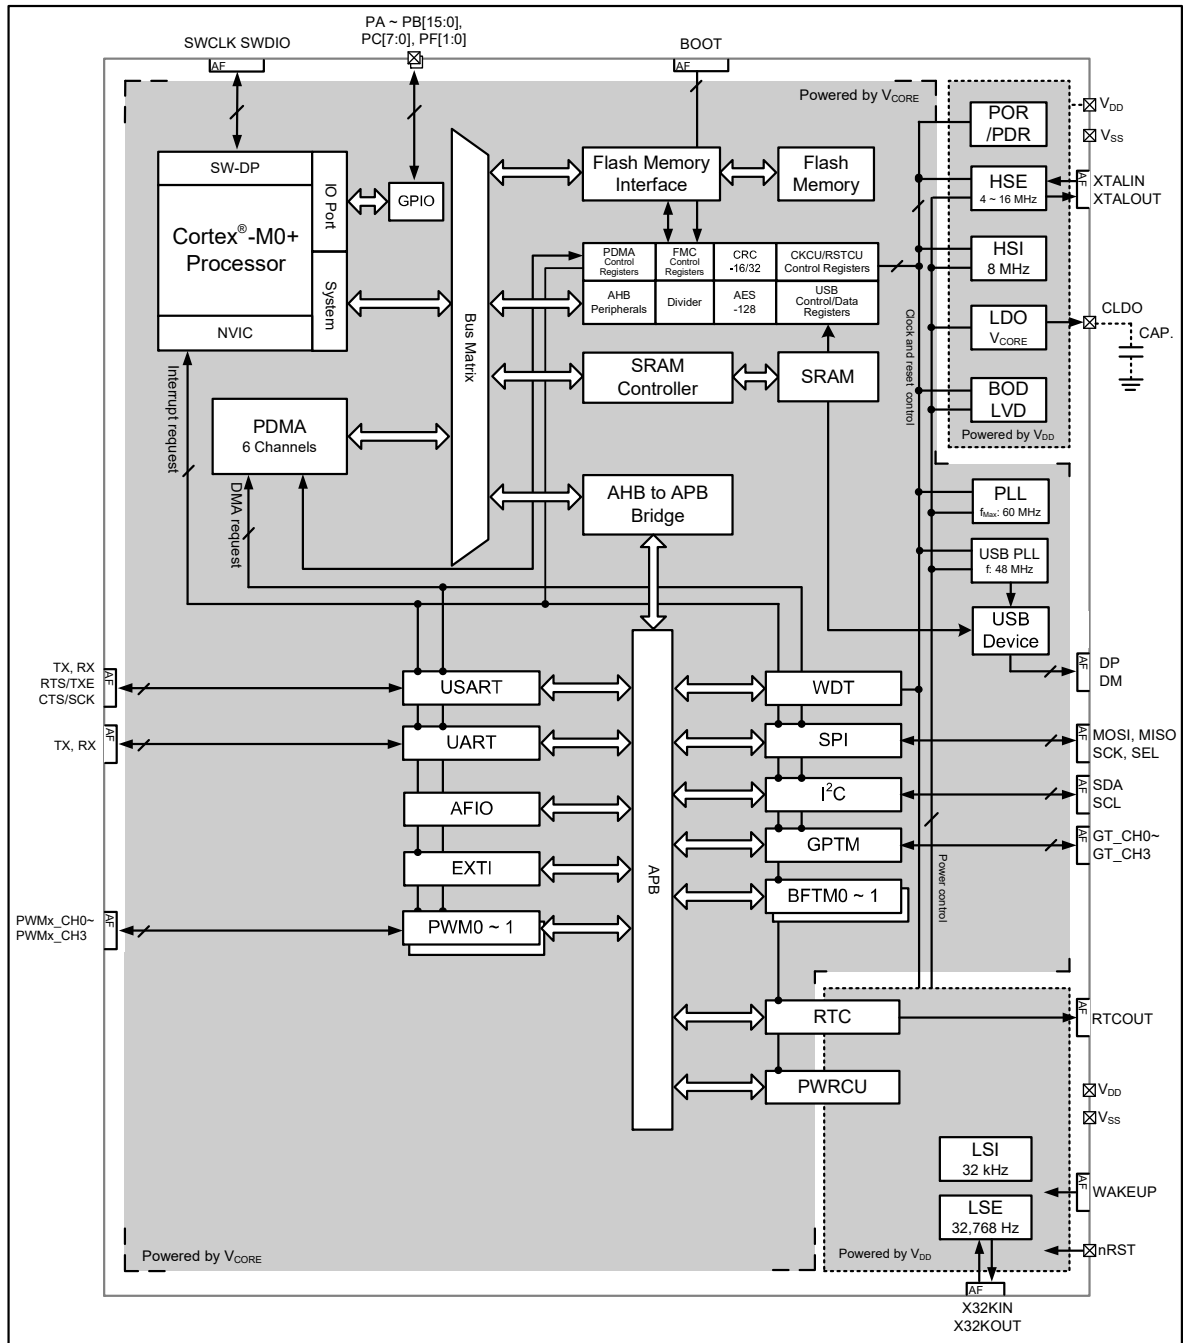 PA ~ PB[15:0],
PC[7:0], PF[1:0]
SWCLK SWDIO
BOOT
AF
AF
Powered by VCORE
POR
/PDR
VDD
VSS
SW-DP
IO Port
GPIO
Cortex®-M0+
Processor
System
NVIC
Bus Matrix
Flash Memory
Interface
Flash
Memory
HSE
4 ~ 16 MHz
AF
XTALIN
XTALOUT
PDMA
Control
Registers
FMC
Control
Registers
CRC
-16/32
CKCU/RSTCU
Control Registers
HSI
8 MHz
AHB
Peripherals
Divider
AES
-128
USB
Control/Data
Registers
LDO
VCORE
CLDO
CAP.
Clock and reset control
Interrupt request
SRAM
Controller
SRAM
BOD
LVD
Powered by VDD
PDMA
6 Channels
DMA request
AHB to APB
Bridge
PLL
fMax: 60 MHz
USB PLL
f: 48 MHz
USB
Device
TX, RX
RTS/TXE
CTS/SCK
AF
USART
APB
WDT
AF
DP
DM
TX, RX
AF
UART
SPI
AF
MOSI, MISO
SCK, SEL
AFIO
I2C
AF
SDA
SCL
EXTI
GPTM
AF
GT_CH0~
GT_CH3
Power control
BFTM0 ~ 1
PWMx_CH0~
PWMx_CH3
AF
PWM0 ~ 1
RTC
AF
RTCOUT
PWRCU
VDD
VSS
LSI
32 kHz
AF
WAKEUP
LSE
32,768 Hz
nRST
Powered by VCORE
Powered by VDD
AF
X32KIN
X32KOUT